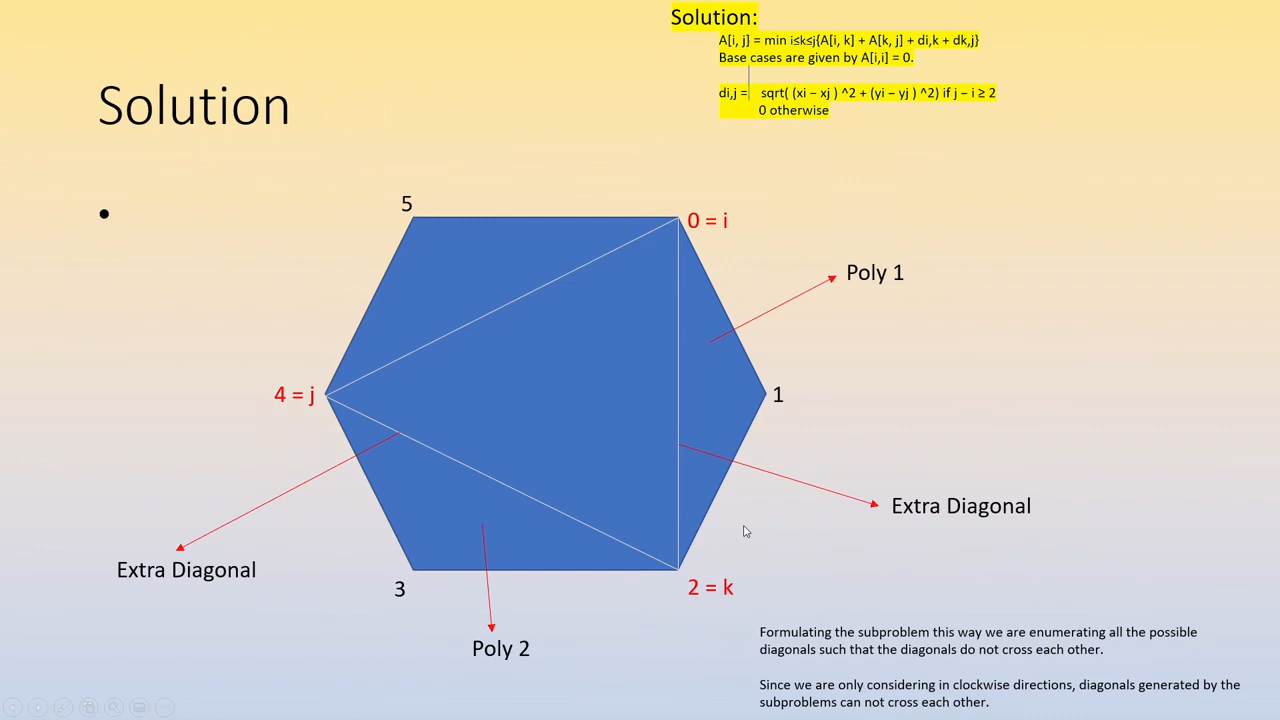 Solution:
A[i, j] = min i≤k≤j{A[i, k] + A[k, j] + di,k + dk,j}
Base cases are given by A[i,i] = 0.
di,j = sqrt( (xi − xj ) ^2 + (yi − yj ) ^2) if j − i ≥ 2
0 otherwise
Solution
5
0 = i
Poly 1
4 = j
1
Extra Diagonal
Extra Diagonal
3
2 = k
Poly 2
Formulating the subproblem this way we are enumerating all the possible
diagonals such that the diagonals do not cross each other.
Since we are only considering in clockwise directions, diagonals generated by the
subproblems can not cross each other.